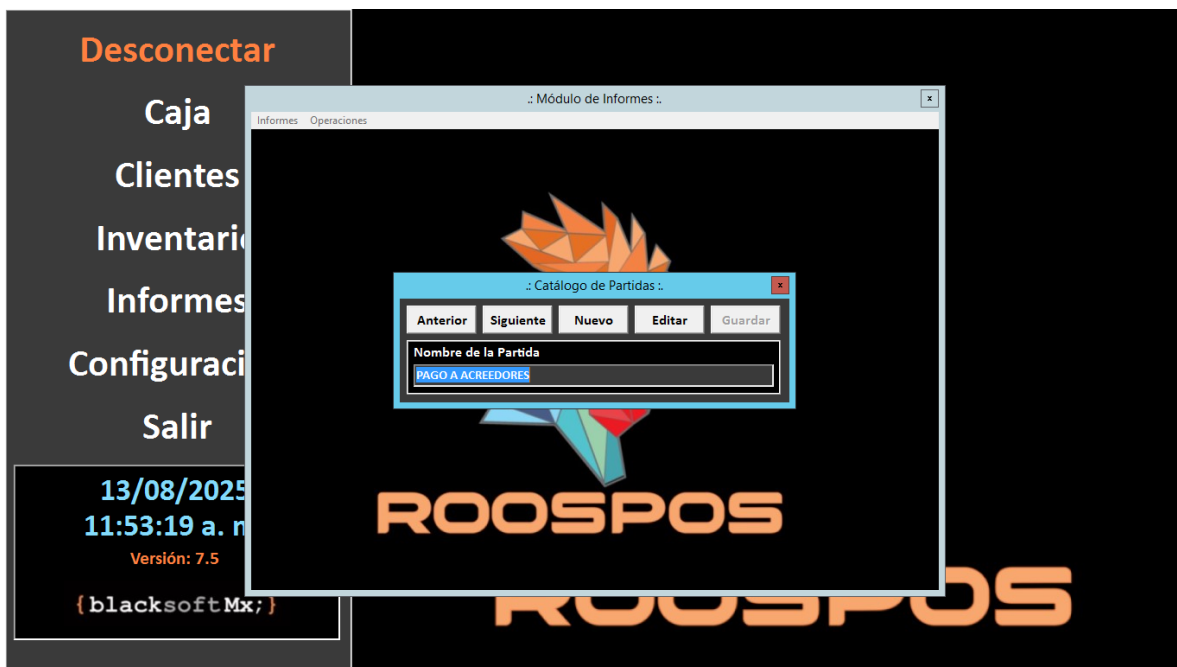 Desconectar
Caja
Clientes
Inventari
Informes
Configuraci
Salir
13/08/2025
11:53:19 a. m
Versión: 7.5
{blacksoftMx;}
.: Módulo de Informes :.
x
Informes Operaciones
.: Catálogo de Partidas :.
x
Anterior Siguiente Nuevo Editar Guardar
Nombre de la Partida
PAGO A ACREEDORES
ROOSPOS
ROOSPOS